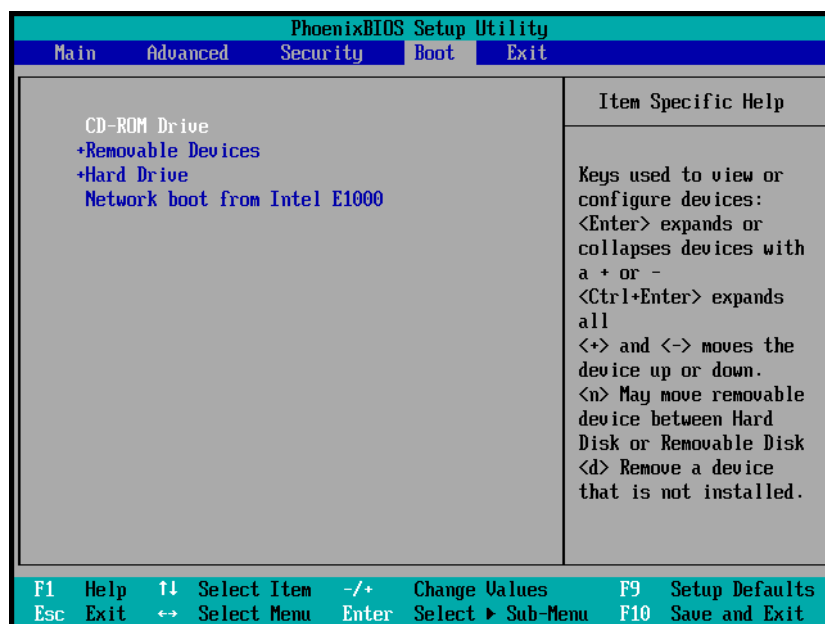 PhoenixBIOS Setup Utility
Main Advanced Security Boot Exit
CD-ROM Drive
+Removable Devices
+Hard Drive
Network boot from Intel E1000
Item Specific Help
Keys used to view or
configure devices:
<Enter> expands or
collapses devices with
a + or -
<Ctrl+Enter> expands
all
<+> and <-> moves the
device up or down.
<n> May move removable
device between Hard
Disk or Removable Disk
<d> Remove a device
that is not installed.
F1 Help ↑↓ Select Item -/+ Change Values F9 Setup Defaults
Esc Exit ↔ Select Menu Enter Select ▶ Sub-Menu F10 Save and Exit